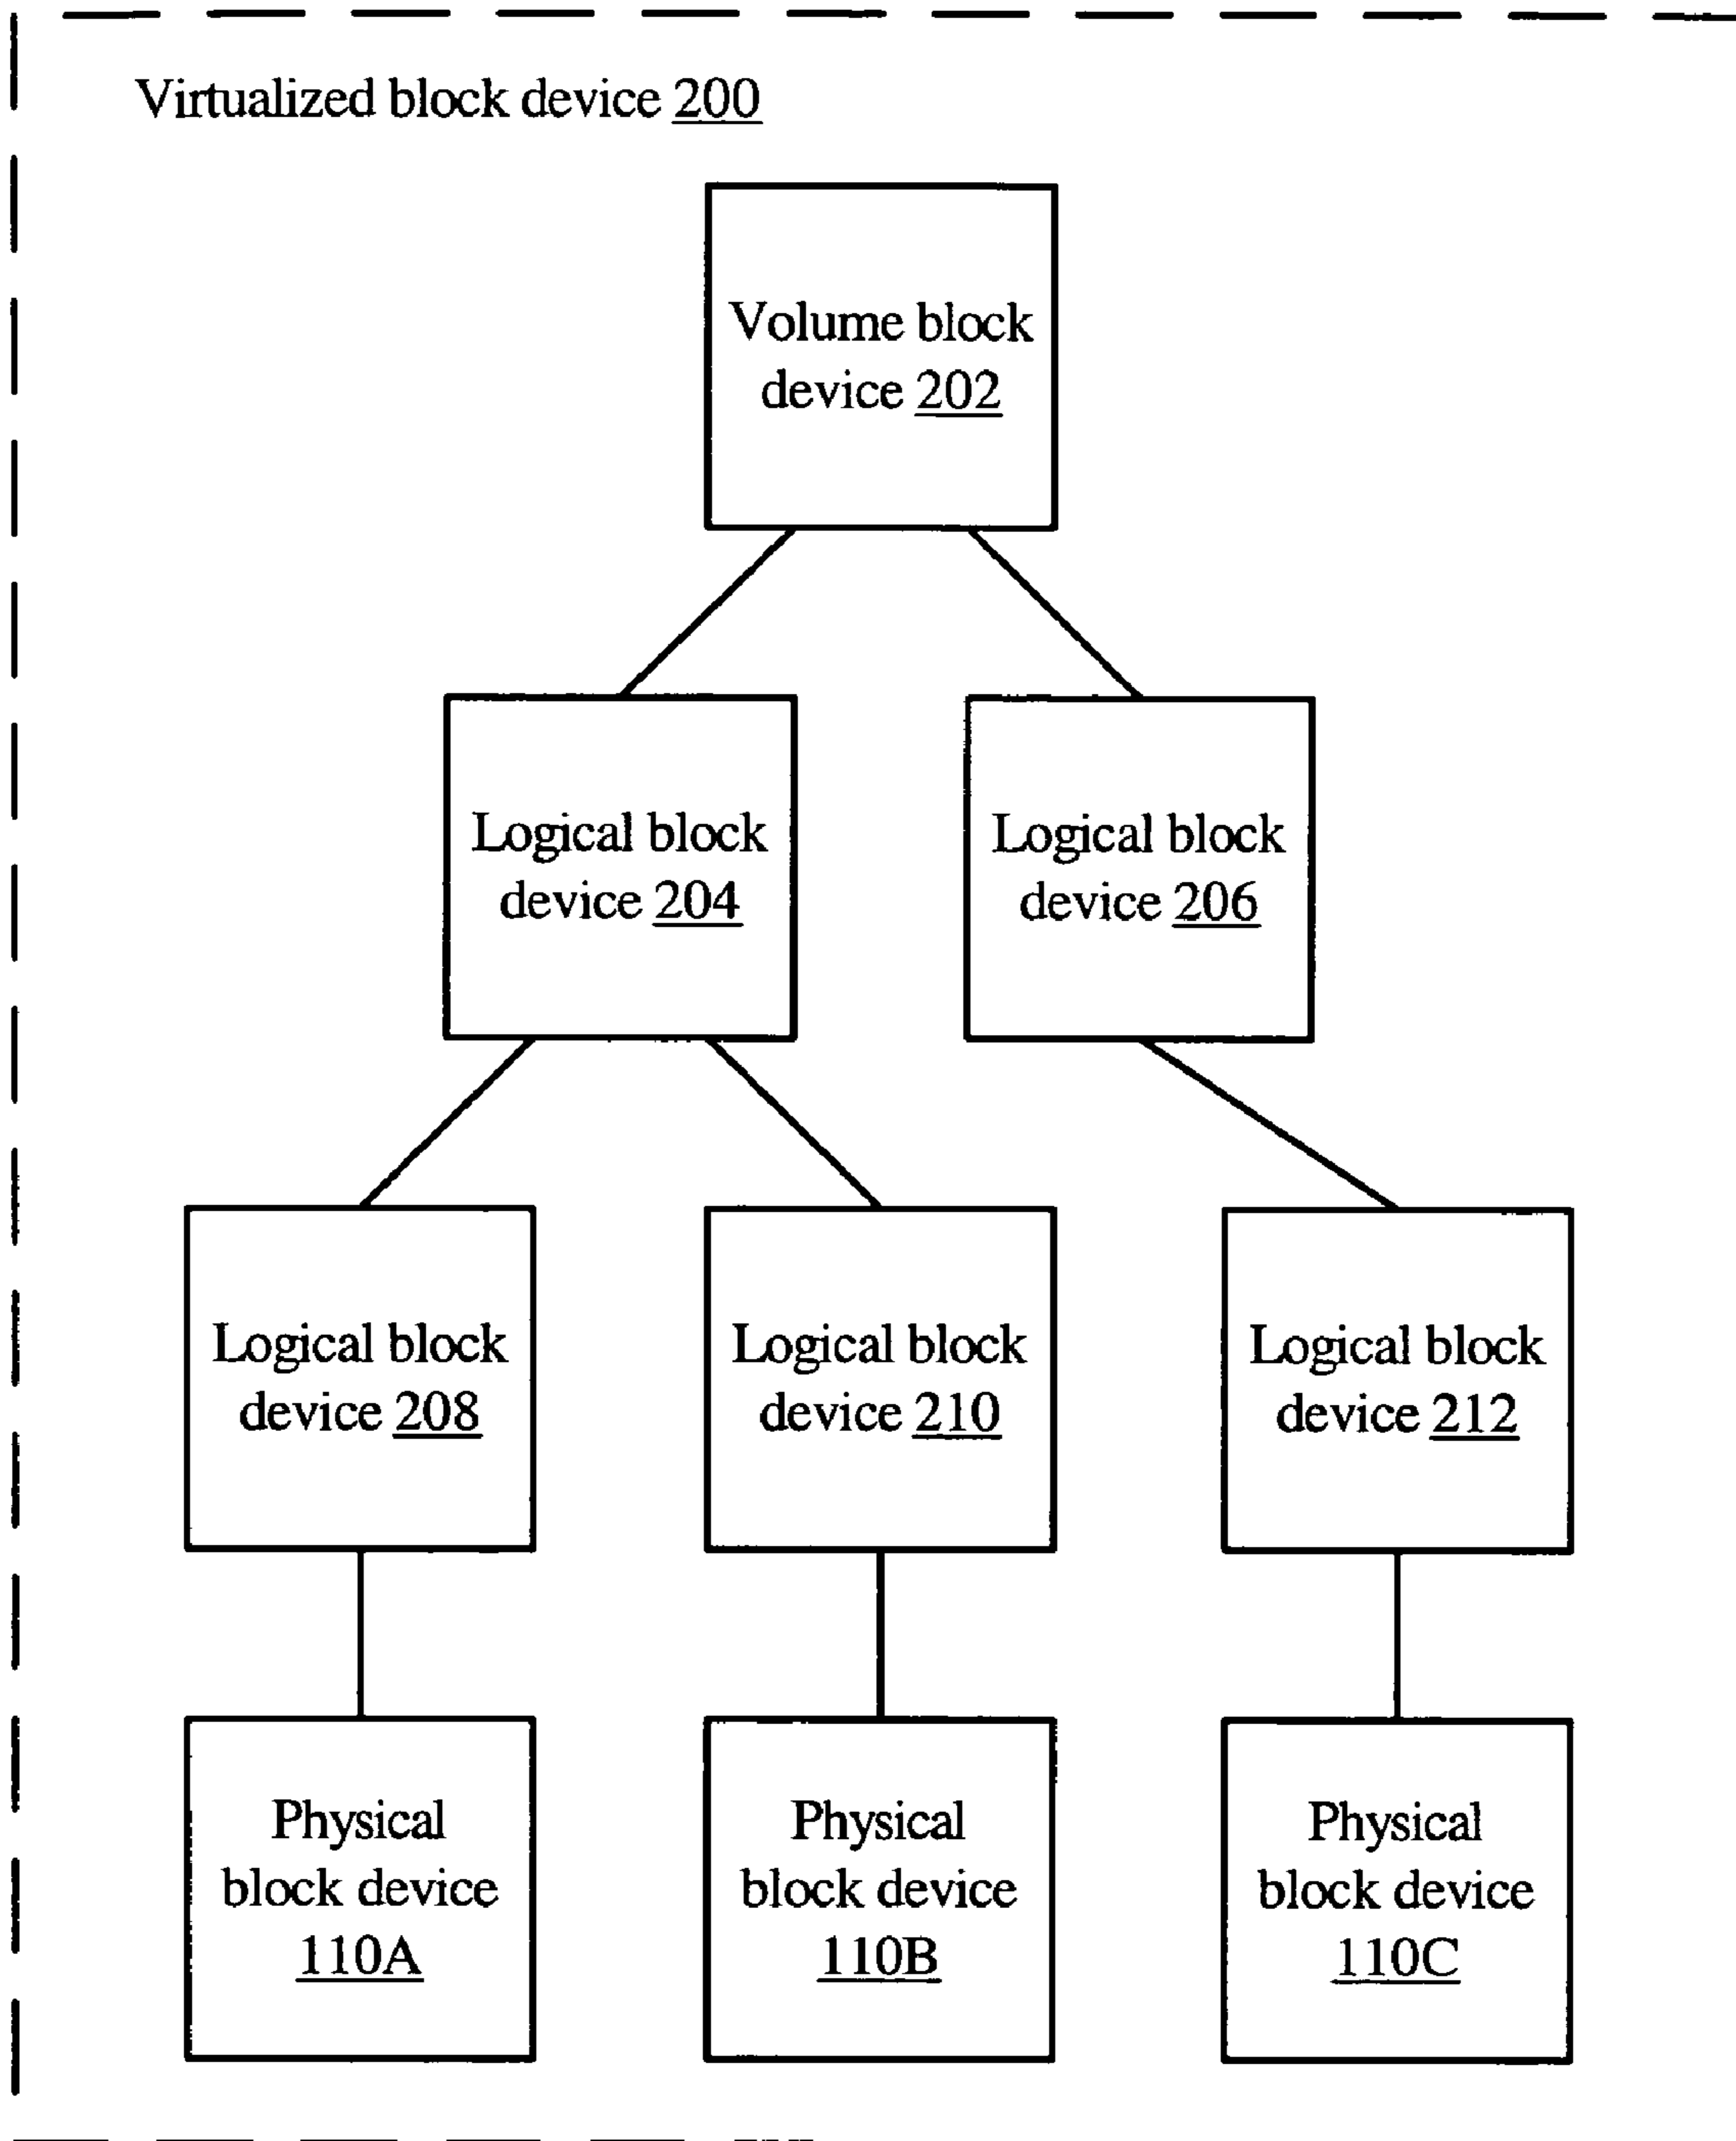 Virtualized block device 200
Volume block
device 202
Logical block
device 204
Logical block
device 206
Logical block
device 208
Logical block
device 210
Logical block
device 212
Physical
block device
110A
Physical
block device
110B
Physical
block device
110C